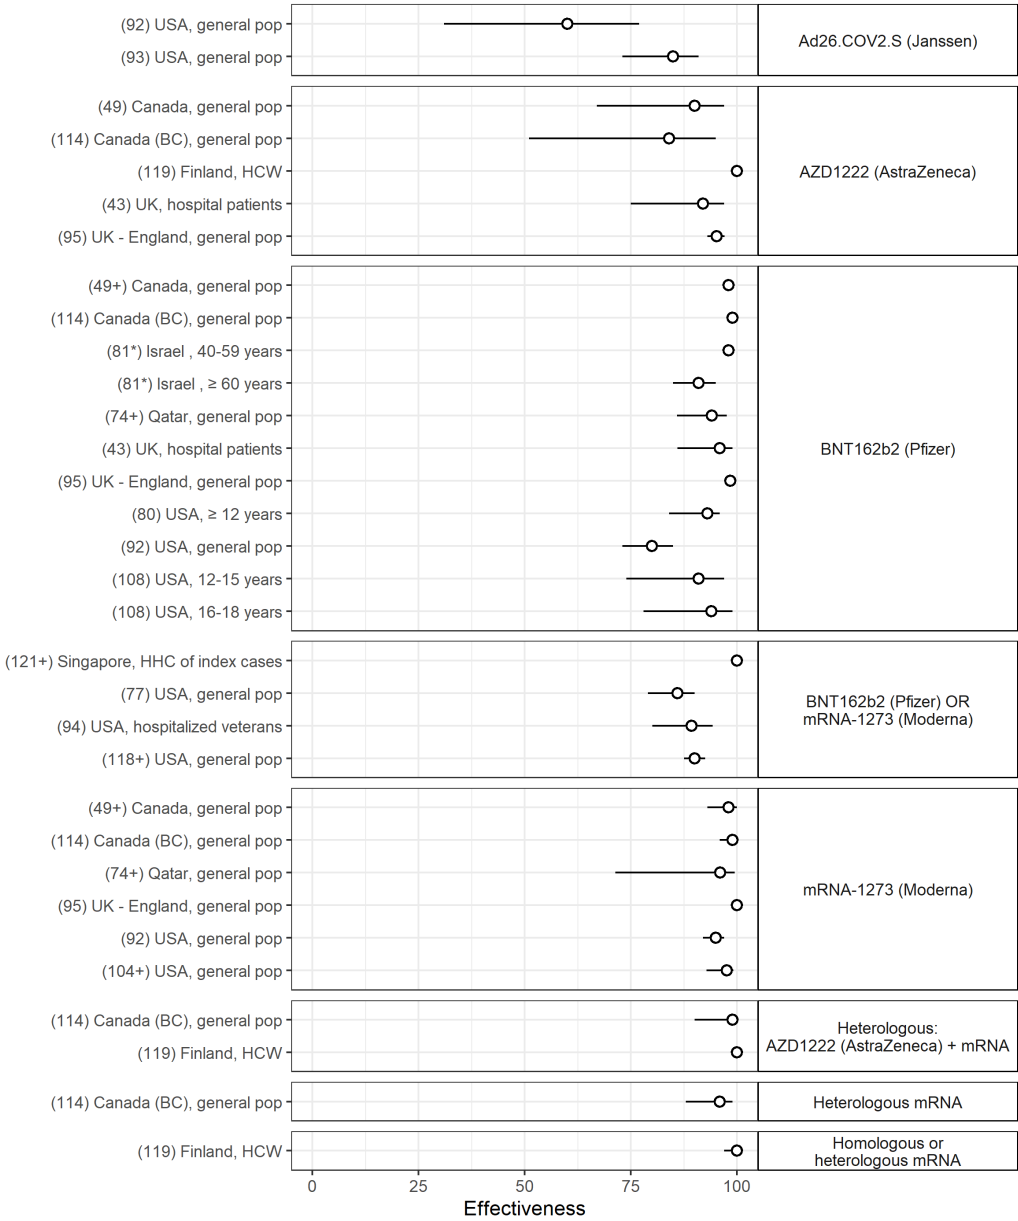 (92) USA, general pop
(93) USA, general pop
Ad26.COV2.S (Janssen)
(49) Canada, general pop
(114) Canada (BC), general pop
(119) Finland, HCW
(43) UK, hospital patients
(95) UK - England, general pop
AZD1222 (AstraZeneca)
(49+) Canada, general pop
(114) Canada (BC), general pop
(81*) Israel , 40-59 years
(81*) Israel , ≥ 60 years
(74+) Qatar, general pop
(43) UK, hospital patients
(95) UK - England, general pop
(80) USA, ≥ 12 years
(92) USA, general pop
(108) USA, 12-15 years
(108) USA, 16-18 years
BNT162b2 (Pfizer)
(121+) Singapore, HHC of index cases
(77) USA, general pop
(94) USA, hospitalized veterans
(118+) USA, general pop
BNT162b2 (Pfizer) OR
mRNA-1273 (Moderna)
(49+) Canada, general pop
(114) Canada (BC), general pop
(74+) Qatar, general pop
(95) UK - England, general pop
(92) USA, general pop
(104+) USA, general pop
mRNA-1273 (Moderna)
(114) Canada (BC), general pop
(119) Finland, HCW
Heterologous:
AZD1222 (AstraZeneca) + mRNA
(114) Canada (BC), general pop
Heterologous mRNA
(119) Finland, HCW
Homologous or
heterologous mRNA
0 25 50 75 100
Effectiveness